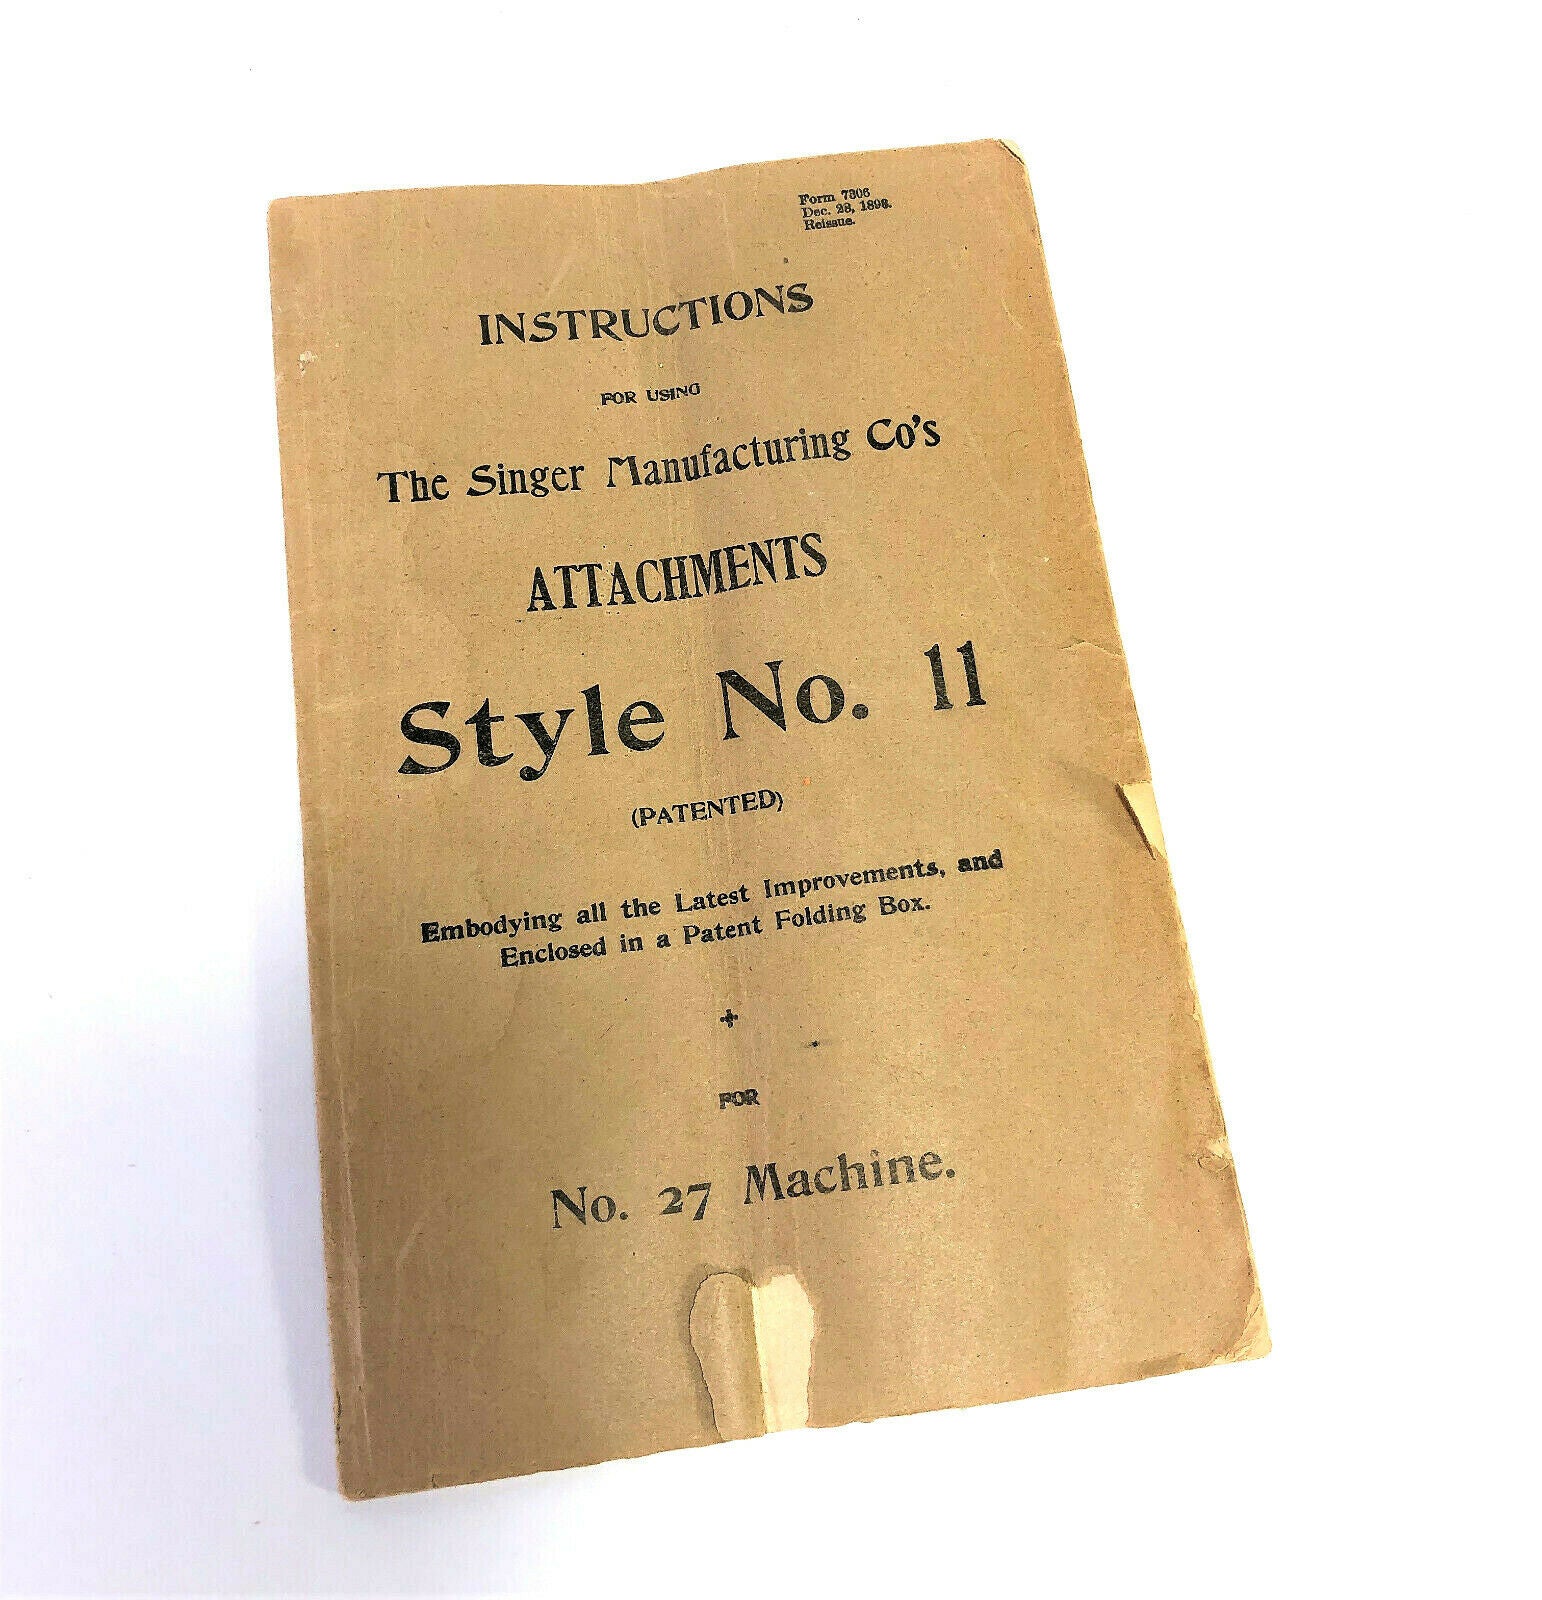 Form 7306
Dec. 28, 1898.
Reissue.
INSTRUCTIONS
FOR USING
The Singer Manufacturing Co's
ATTACHMENTS
Style No. 11
(PATENTED)
Embodying all the Latest Improvements, and
Enclosed in a Patent Folding Box.
FOR
No. 27 Machine.